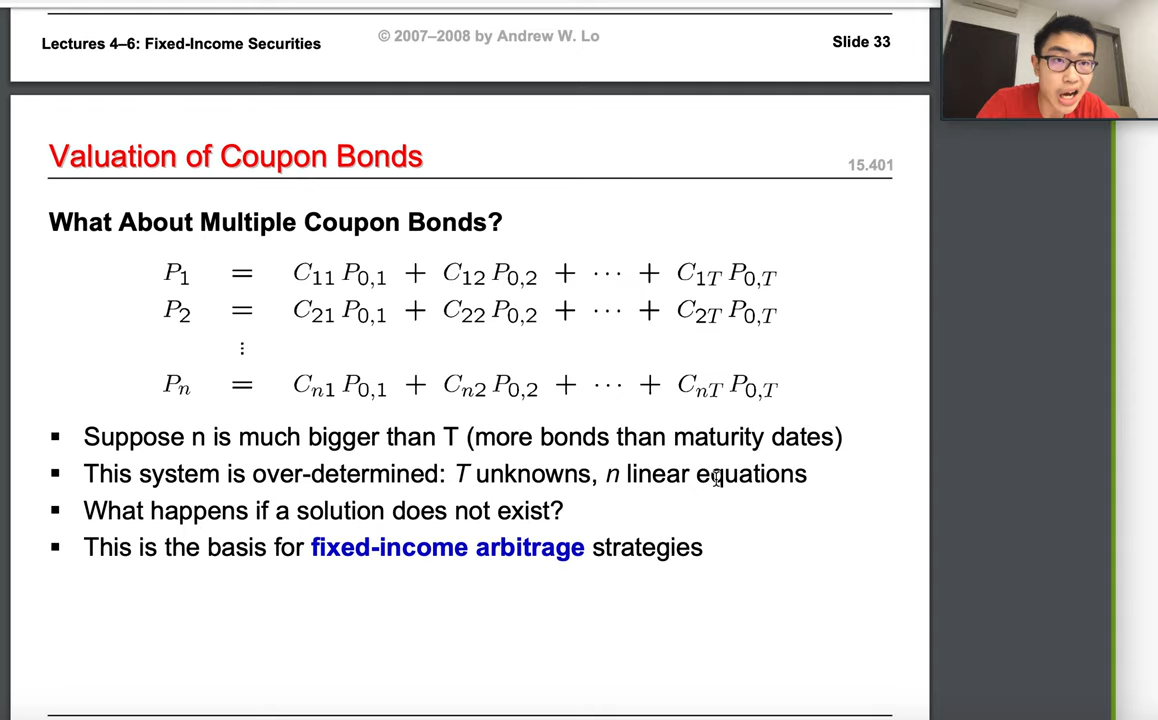 Lectures 4–6: Fixed-Income Securities © 2007–2008 by Andrew W. Lo Slide 33
Valuation of Coupon Bonds 15.401
What About Multiple Coupon Bonds?
P₁ = C₁₁ P₀,₁ + C₁₂ P₀,₂ + ··· + C₁T P₀,T
P₂ = C₂₁ P₀,₁ + C₂₂ P₀,₂ + ··· + C₂T P₀,T
⋮
Pₙ = Cₙ₁ P₀,₁ + Cₙ₂ P₀,₂ + ··· + CₙT P₀,T
▪ Suppose n is much bigger than T (more bonds than maturity dates)
▪ This system is over-determined: T unknowns, n linear equations
▪ What happens if a solution does not exist?
▪ This is the basis for fixed-income arbitrage strategies